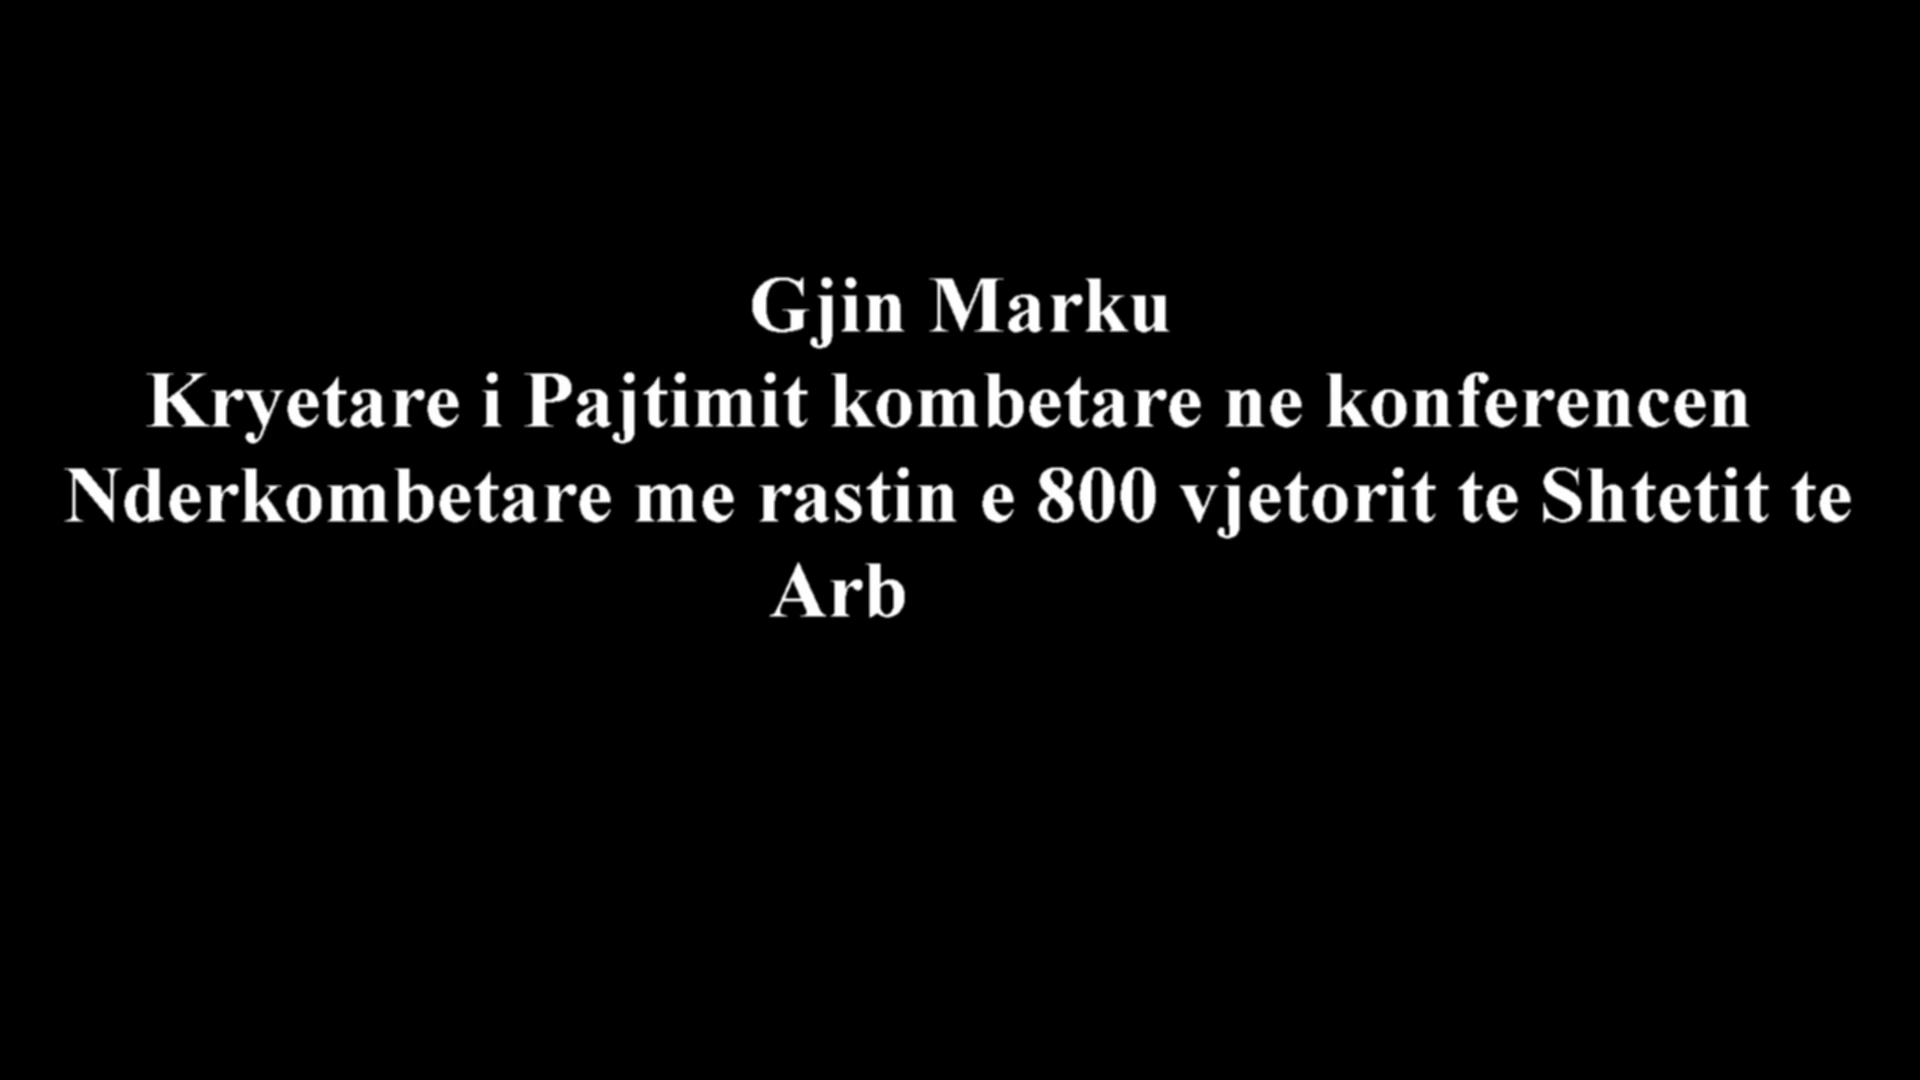 Gjin Marku
Kryetare i Pajtimit kombetare ne konferencen
Nderkombetare me rastin e 800 vjetorit te Shtetit te
Arb